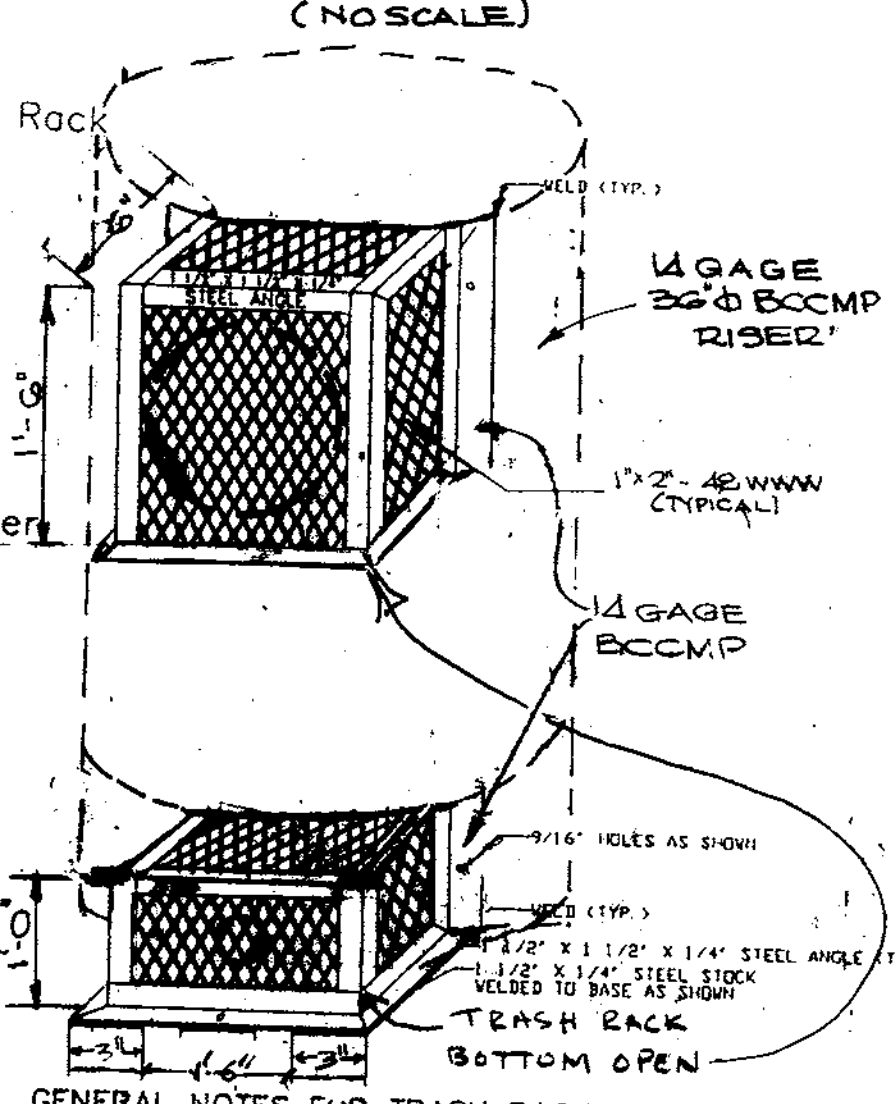 (NO SCALE)
Rack
WELD (TYP.)
6"
1 1/2" X 1 1/2" X 1/4"
STEEL ANGLE
14 GAGE
36"Φ BCCMP
RISER
1'-6"
1"x2"- 42 WWW
(TYPICAL)
er
14 GAGE
BCCMP
9/16" HOLES AS SHOWN
1'-0"
WELD (TYP.)
1 1/2" X 1 1/2" X 1/4" STEEL ANGLE (T
1 1/2" X 1/4" STEEL STOCK
WELDED TO BASE AS SHOWN
TRASH RACK
BOTTOM OPEN
3" 1'-6" 3"
GENERAL NOTES FOR TRASH RACK